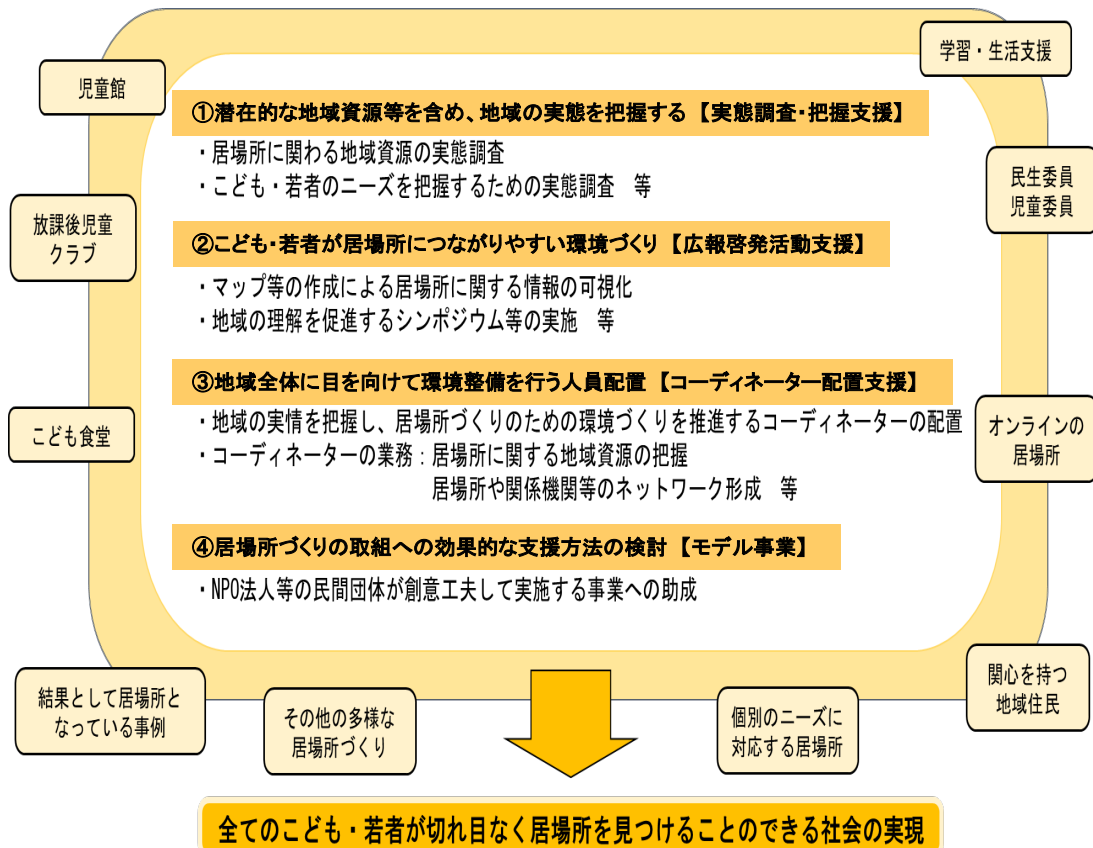 学習・生活支援
児童館
①潜在的な地域資源等を含め、地域の実態を把握する 【実態調査・把握支援】
・居場所に関わる地域資源の実態調査
・こども・若者のニーズを把握するための実態調査　等
民生委員
児童委員
放課後児童
クラブ
②こども・若者が居場所につながりやすい環境づくり 【広報啓発活動支援】
・マップ等の作成による居場所に関する情報の可視化
・地域の理解を促進するシンポジウム等の実施　等
③地域全体に目を向けて環境整備を行う人員配置 【コーディネーター配置支援】
・地域の実情を把握し、居場所づくりのための環境づくりを推進するコーディネーターの配置
・コーディネーターの業務：居場所に関する地域資源の把握
居場所や関係機関等のネットワーク形成　等
こども食堂
オンラインの
居場所
④居場所づくりの取組への効果的な支援方法の検討 【モデル事業】
・NPO法人等の民間団体が創意工夫して実施する事業への助成
結果として居場所と
なっている事例
その他の多様な
居場所づくり
個別のニーズに
対応する居場所
関心を持つ
地域住民
全てのこども・若者が切れ目なく居場所を見つけることのできる社会の実現